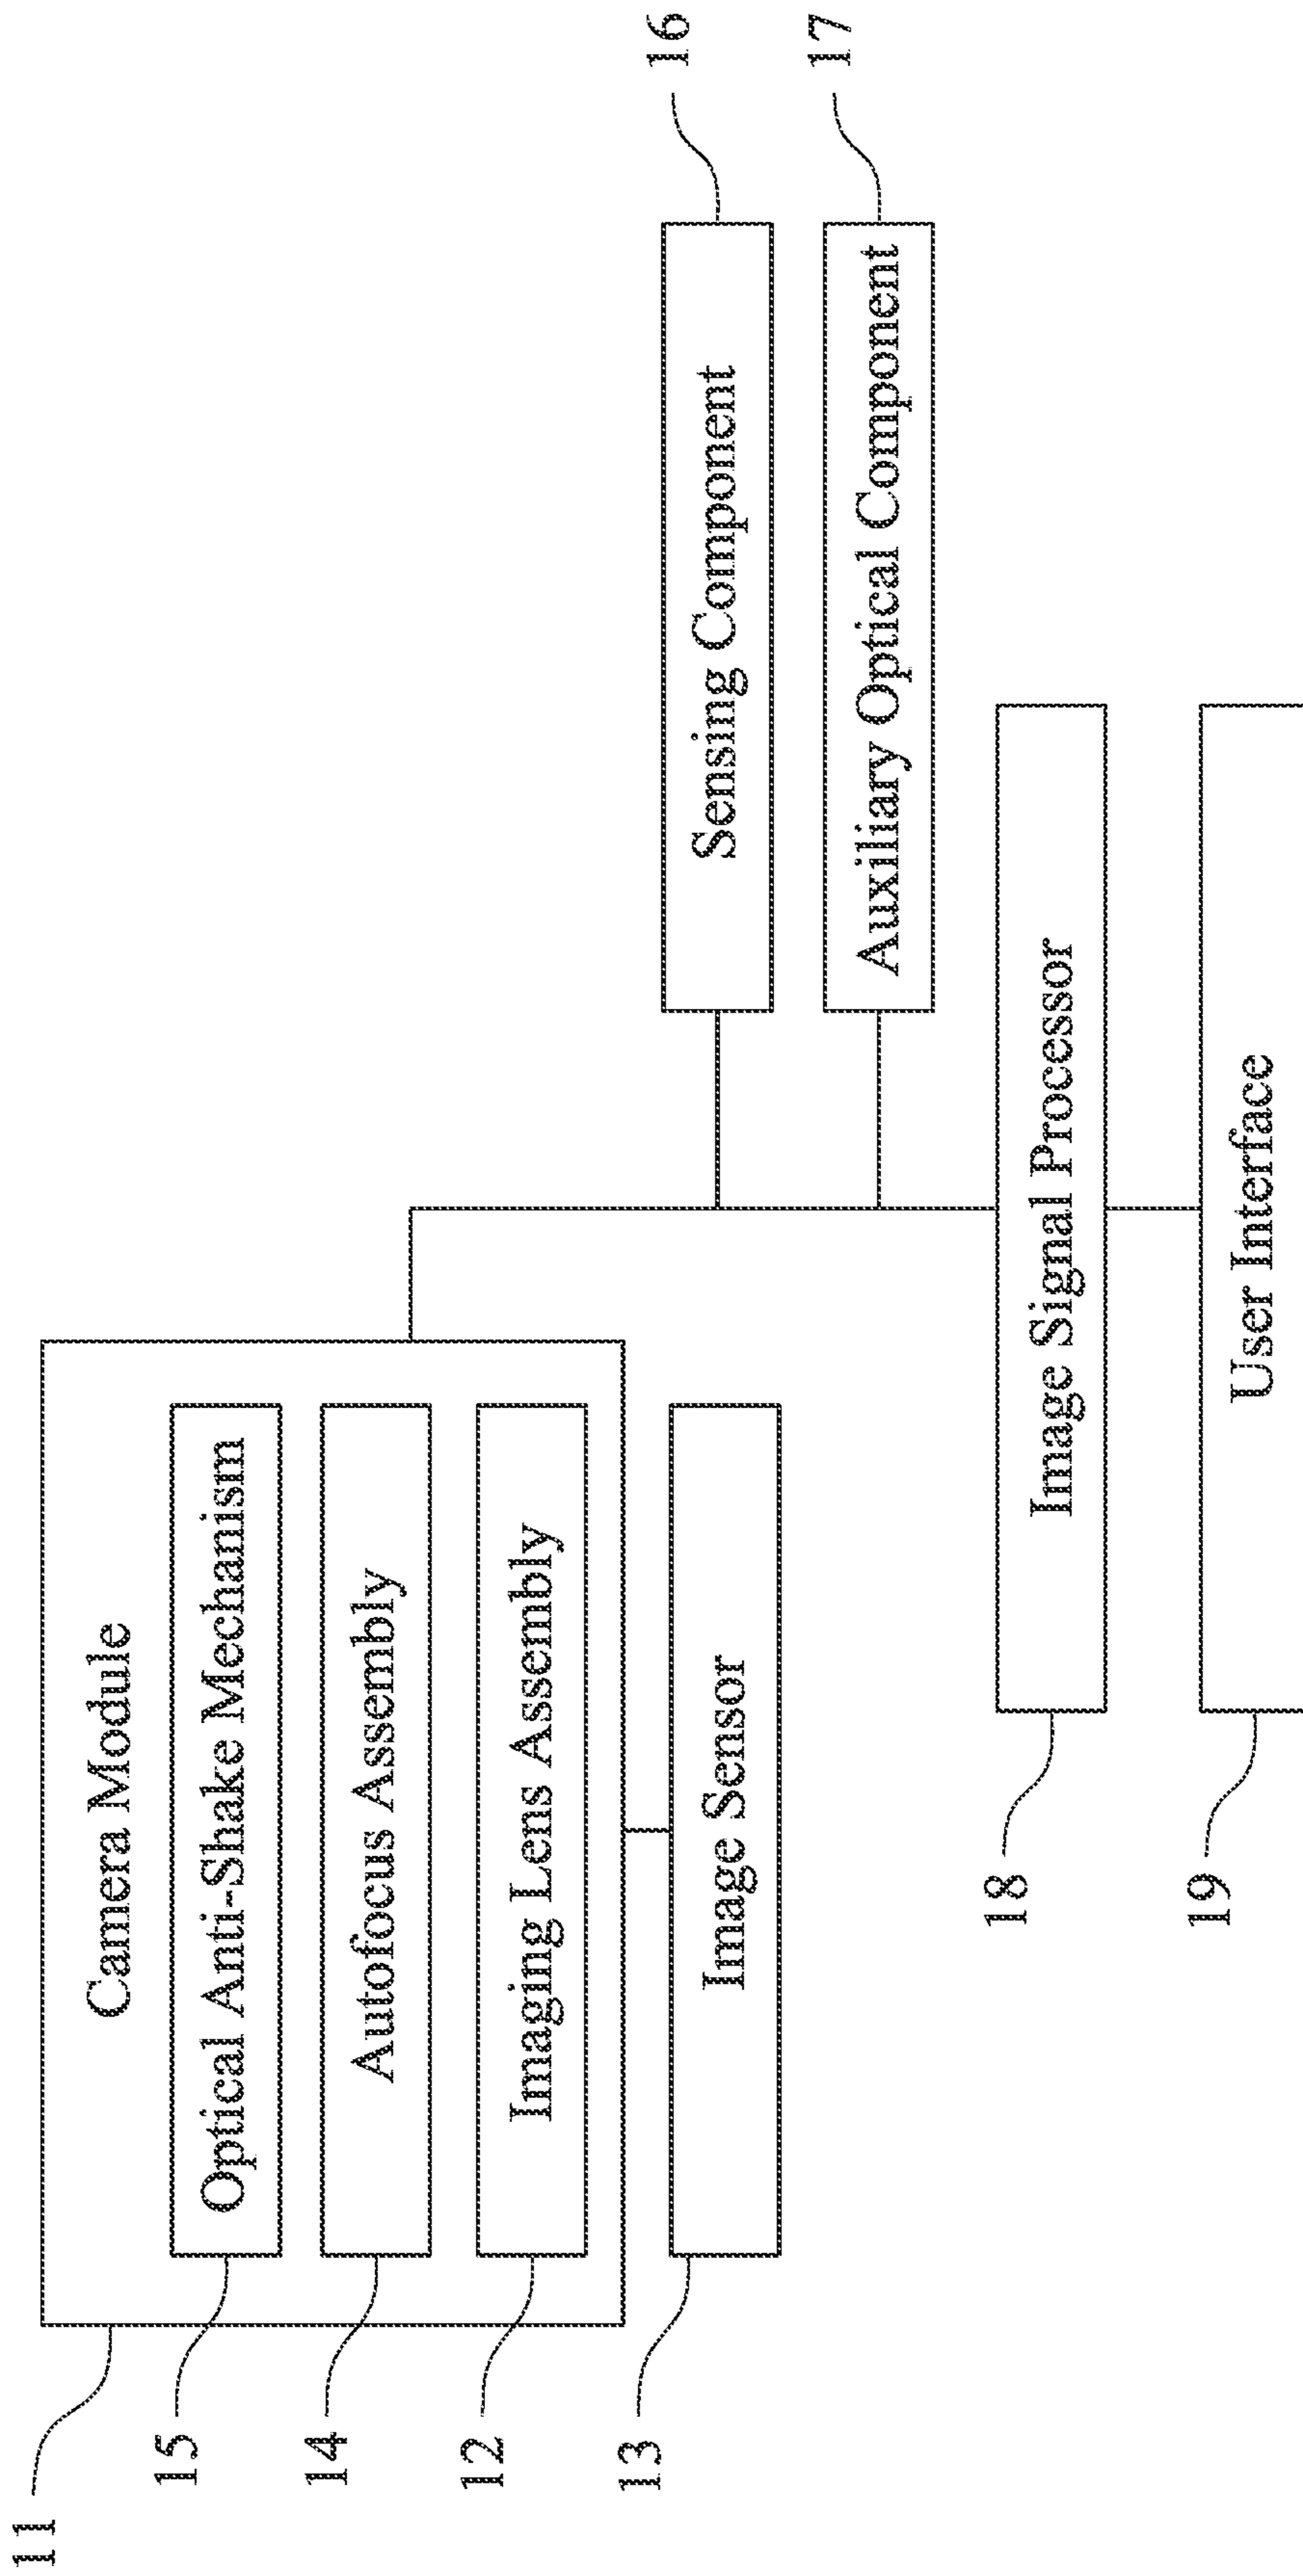 11
Camera Module
15
Optical Anti-Shake Mechanism
14
Autofocus Assembly
12
Imaging Lens Assembly
13
Image Sensor
Sensing Component
16
Auxiliary Optical Component
17
18
Image Signal Processor
19
User Interface